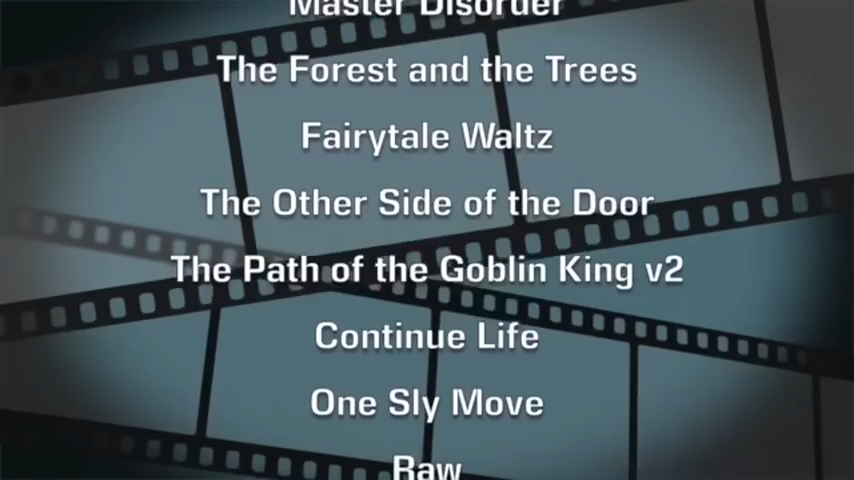 Master Disorder
The Forest and the Trees
Fairytale Waltz
The Other Side of the Door
The Path of the Goblin King v2
Continue Life
One Sly Move
Raw